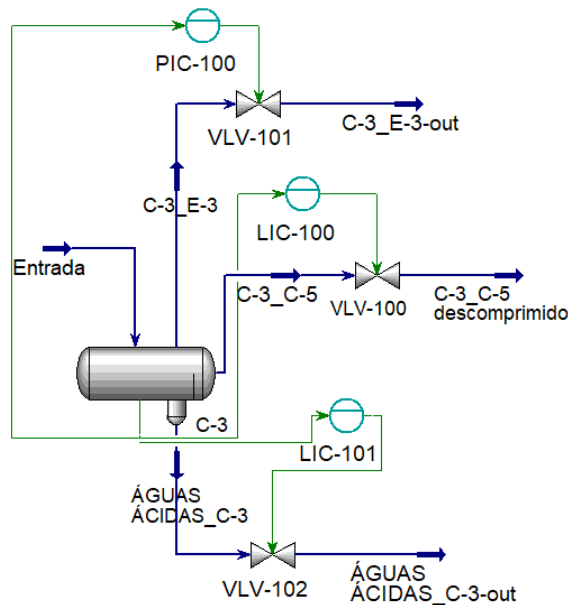 PIC-100
VLV-101
C-3_E-3-out
C-3_E-3
LIC-100
Entrada
C-3_C-5
VLV-100
C-3_C-5
descomprimido
C-3
LIC-101
ÁGUAS
ÁCIDAS_C-3
VLV-102
ÁGUAS
ÁCIDAS_C-3-out